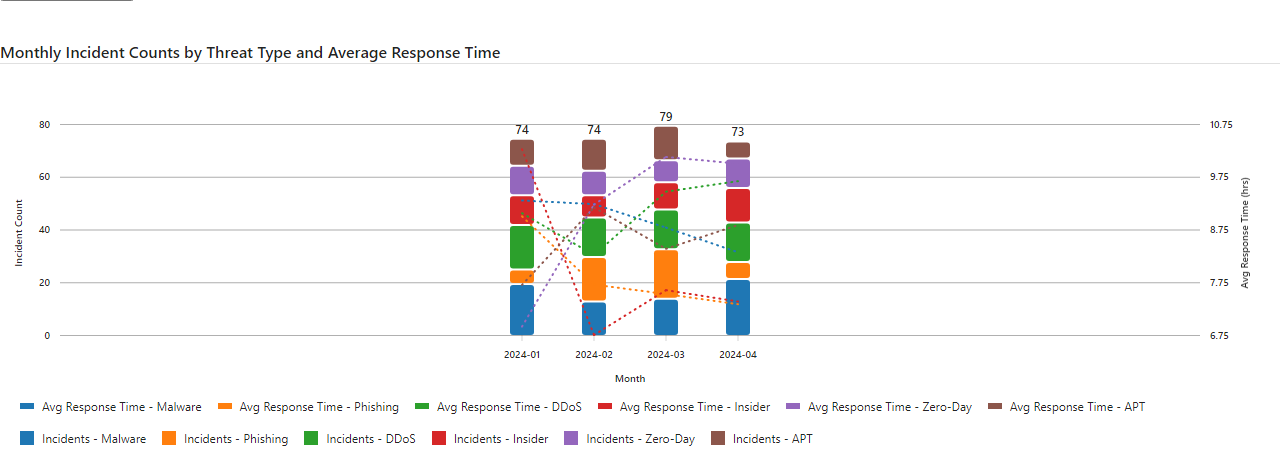 Monthly Incident Counts by Threat Type and Average Response Time
74 74 79 73
80 10.75
60 9.75
40 8.75
20 7.75
0 6.75
Incident Count
Avg Response Time (hrs)
2024-01 2024-02 2024-03 2024-04
Month
Avg Response Time - Malware Avg Response Time - Phishing Avg Response Time - DDoS Avg Response Time - Insider Avg Response Time - Zero-Day Avg Response Time - APT
Incidents - Malware Incidents - Phishing Incidents - DDoS Incidents - Insider Incidents - Zero-Day Incidents - APT